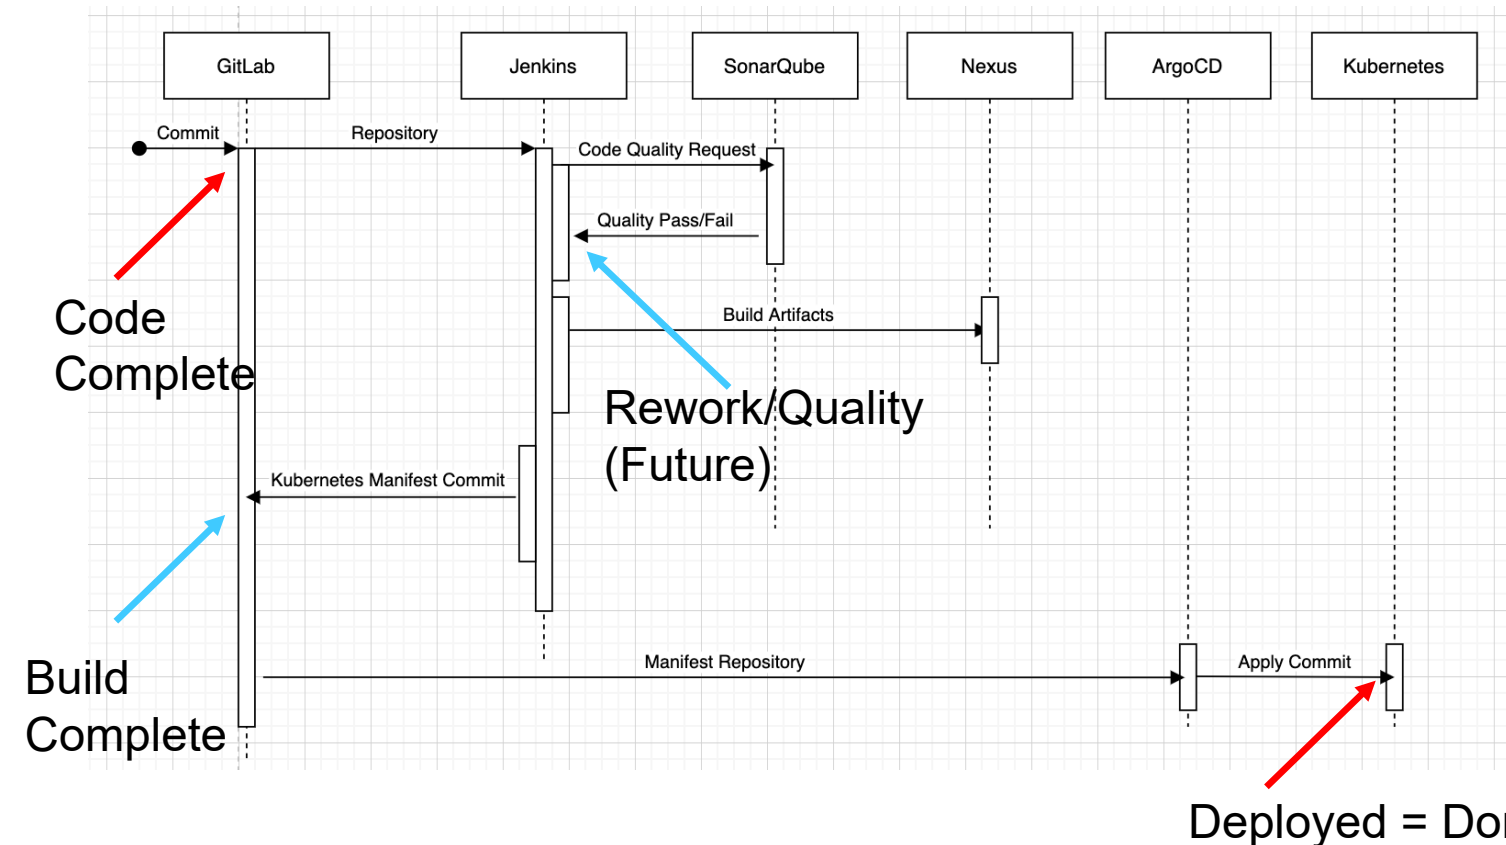 GitLab
Jenkins
SonarQube
Nexus
ArgoCD
Kubernetes
Commit
Repository
Code Quality Request
Quality Pass/Fail
Code
Complete
Build Artifacts
Rework/Quality
(Future)
Kubernetes Manifest Commit
Build
Complete
Manifest Repository
Apply Commit
Deployed =